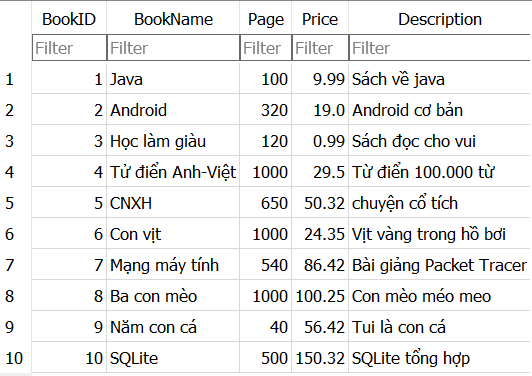 BookID BookName Page Price Description
Filter Filter Filter Filter Filter
1 1 Java 100 9.99 Sách về java
2 2 Android 320 19.0 Android cơ bản
3 3 Học làm giàu 120 0.99 Sách đọc cho vui
4 4 Tử điển Anh-Việt 1000 29.5 Từ điển 100.000 từ
5 5 CNXH 650 50.32 chuyện cổ tích
6 6 Con vịt 1000 24.35 Vịt vàng trong hồ bơi
7 7 Mạng máy tính 540 86.42 Bài giảng Packet Tracer
8 8 Ba con mèo 1000 100.25 Con mèo méo meo
9 9 Năm con cá 40 56.42 Tui là con cá
10 10 SQLite 500 150.32 SQLite tổng hợp